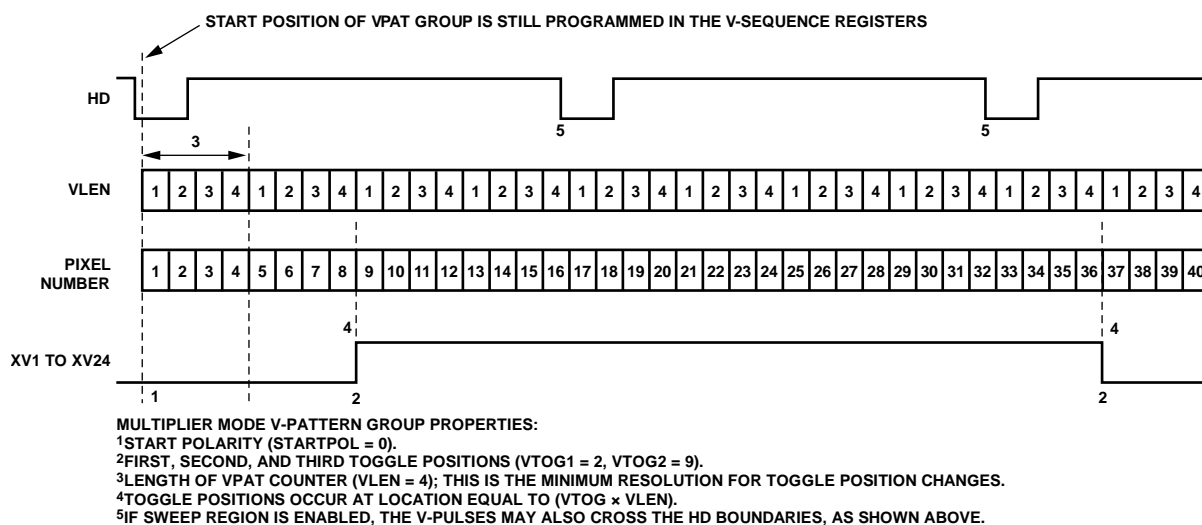 START POSITION OF VPAT GROUP IS STILL PROGRAMMED IN THE V-SEQUENCE REGISTERS
HD
5 5
3
VLEN
1 2 3 4 1 2 3 4 1 2 3 4 1 2 3 4 1 2 3 4 1 2 3 4 1 2 3 4 1 2 3 4 1 2 3 4 1 2 3 4
PIXEL
NUMBER
1 2 3 4 5 6 7 8 9 10 11 12 13 14 15 16 17 18 19 20 21 22 23 24 25 26 27 28 29 30 31 32 33 34 35 36 37 38 39 40
4 4
XV1 TO XV24
1 2 2
MULTIPLIER MODE V-PATTERN GROUP PROPERTIES:
1START POLARITY (STARTPOL = 0).
2FIRST, SECOND, AND THIRD TOGGLE POSITIONS (VTOG1 = 2, VTOG2 = 9).
3LENGTH OF VPAT COUNTER (VLEN = 4); THIS IS THE MINIMUM RESOLUTION FOR TOGGLE POSITION CHANGES.
4TOGGLE POSITIONS OCCUR AT LOCATION EQUAL TO (VTOG × VLEN).
5IF SWEEP REGION IS ENABLED, THE V-PULSES MAY ALSO CROSS THE HD BOUNDARIES, AS SHOWN ABOVE.